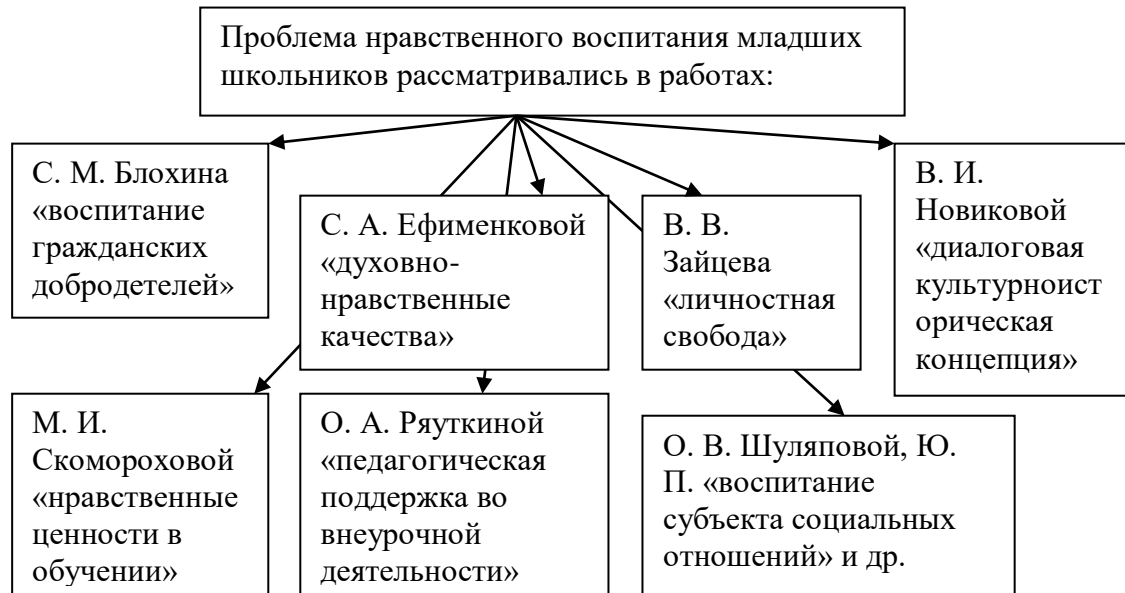 Проблема нравственного воспитания младших
школьников рассматривались в работах:
С. М. Блохина
«воспитание
гражданских
добродетелей»
С. А. Ефименковой
«духовно-
нравственные
качества»
В. В.
Зайцева
«личностная
свобода»
В. И.
Новиковой
«диалоговая
культурноист
орическая
концепция»
М. И.
Скомороховой
«нравственные
ценности в
обучении»
О. А. Ряуткиной
«педагогическая
поддержка во
внеурочной
деятельности»
О. В. Шуляповой, Ю.
П. «воспитание
субъекта социальных
отношений» и др.